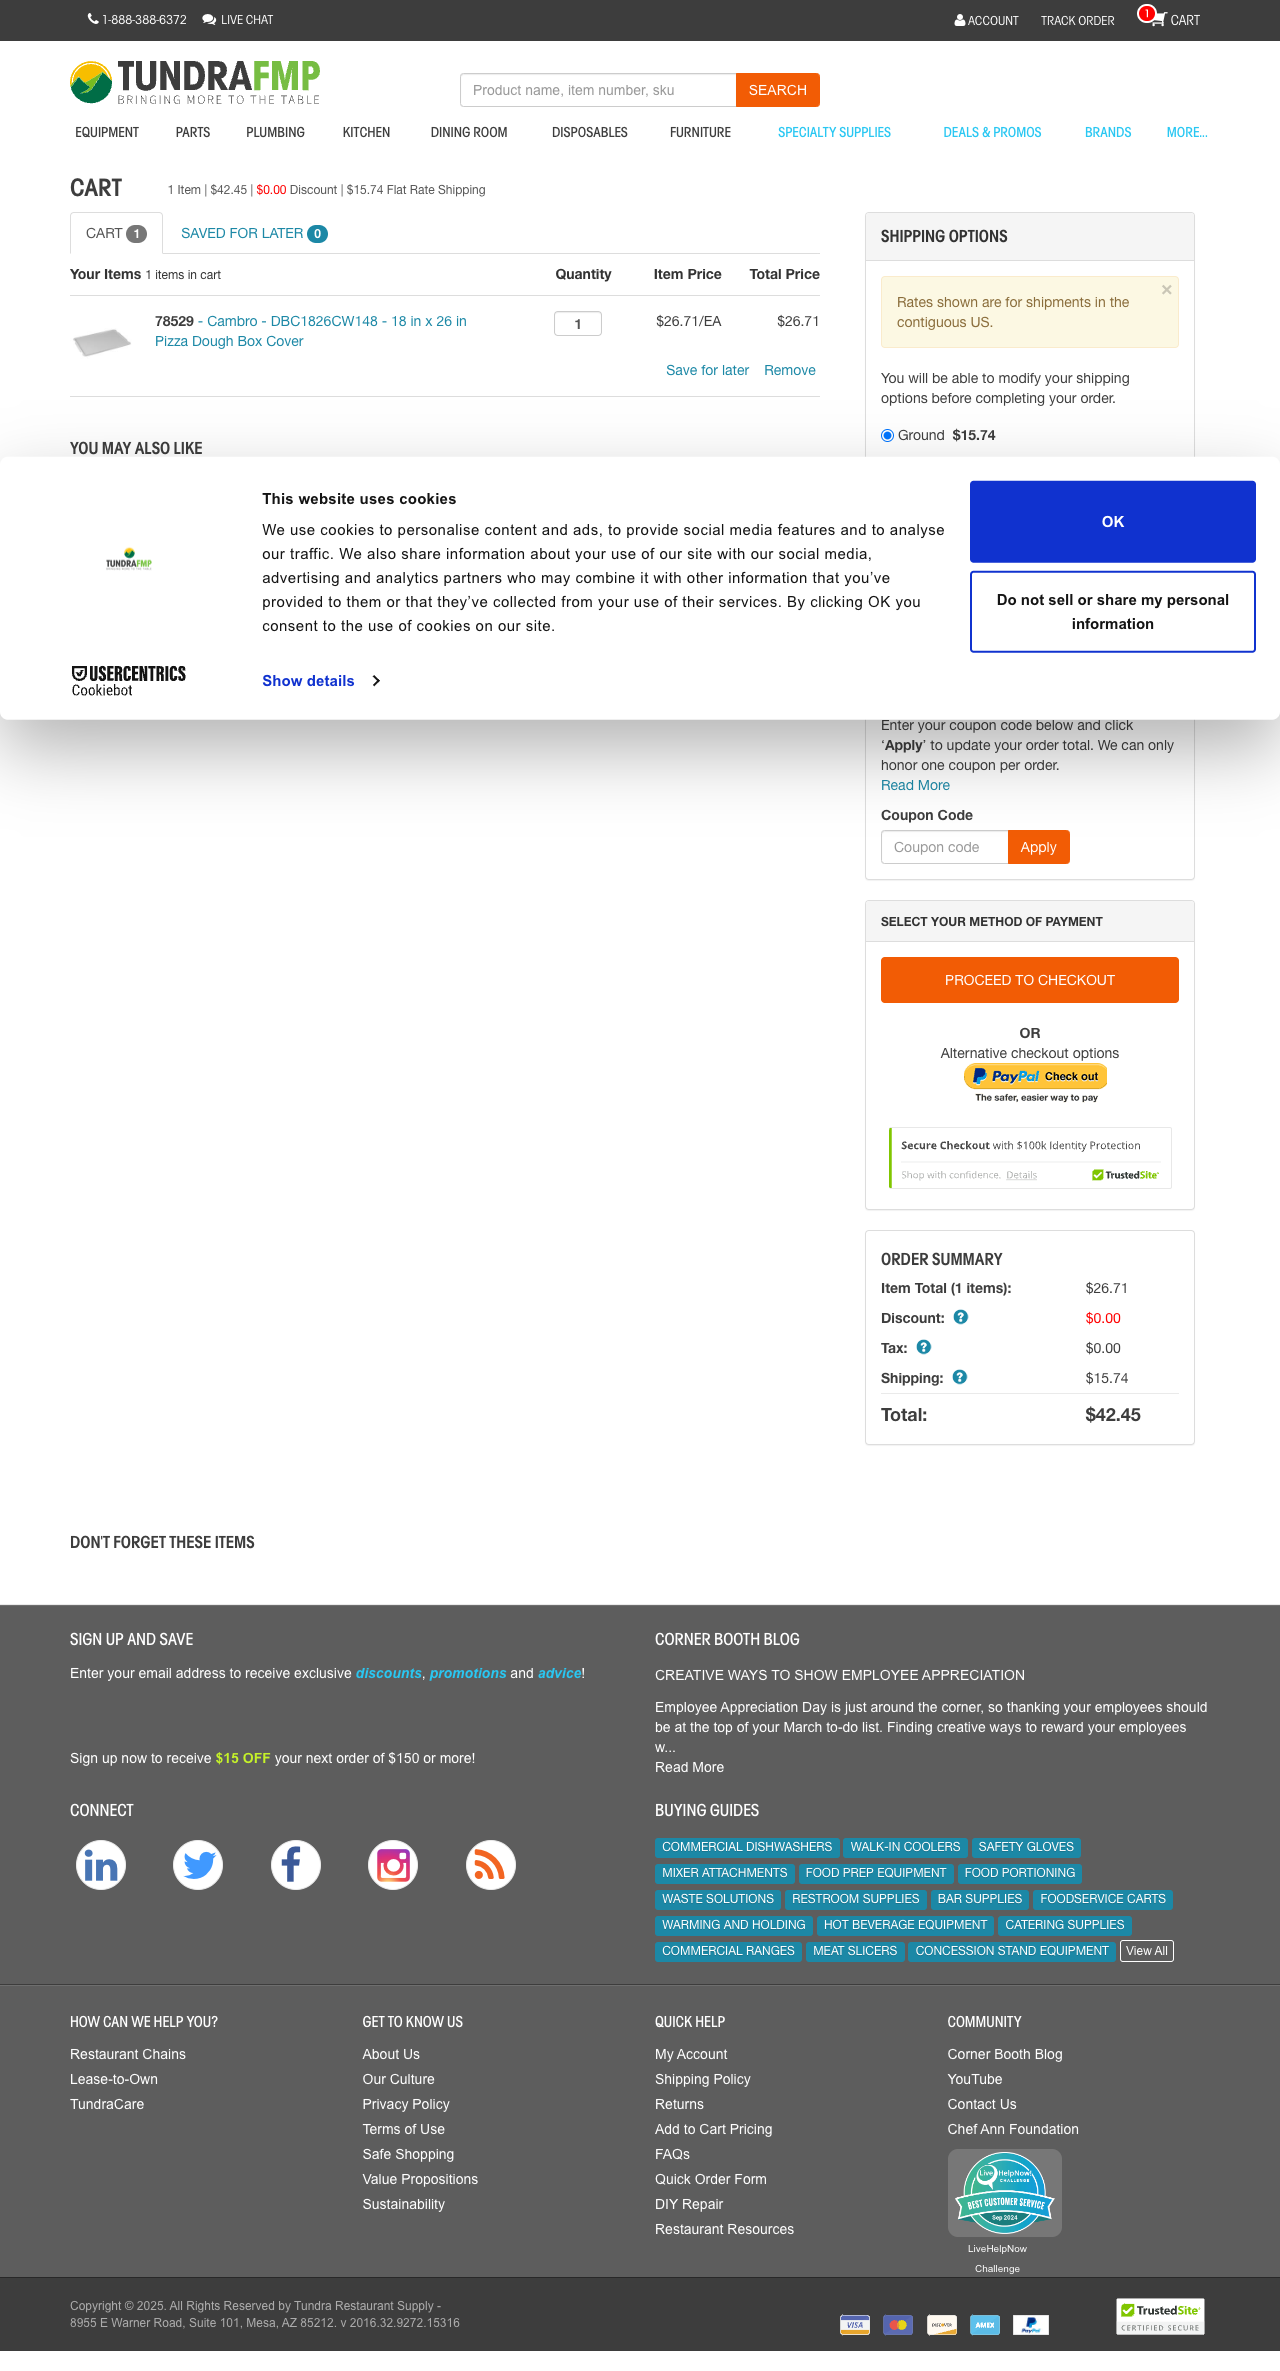 1-888-388-6372 LIVE CHAT ACCOUNT TRACK ORDER 1 CART
TUNDRAFMP
BRINGING MORE TO THE TABLE
Product name, item number, sku SEARCH
EQUIPMENT PARTS PLUMBING KITCHEN DINING ROOM DISPOSABLES FURNITURE SPECIALTY SUPPLIES DEALS & PROMOS BRANDS MORE...
CART 1 Item | $42.45 | $0.00 Discount | $15.74 Flat Rate Shipping
CART 1 SAVED FOR LATER 0
Your Items 1 items in cart Quantity Item Price Total Price
78529 - Cambro - DBC1826CW148 - 18 in x 26 in
Pizza Dough Box Cover
1 $26.71/EA $26.71
Save for later Remove
YOU MAY ALSO LIKE
SHIPPING OPTIONS
Rates shown are for shipments in the
contiguous US.
×
You will be able to modify your shipping
options before completing your order.
Ground $15.74
This website uses cookies
We use cookies to personalise content and ads, to provide social media features and to analyse
our traffic. We also share information about your use of our site with our social media,
advertising and analytics partners who may combine it with other information that you've
provided to them or that they've collected from your use of their services. By clicking OK you
consent to the use of cookies on our site.
Show details
OK
Do not sell or share my personal
information
TUNDRAFMP
USERCENTRICS
Cookiebot
Enter your coupon code below and click
‘Apply’ to update your order total. We can only
honor one coupon per order.
Read More
Coupon Code
Coupon code Apply
SELECT YOUR METHOD OF PAYMENT
PROCEED TO CHECKOUT
OR
Alternative checkout options
PayPal Check out
The safer, easier way to pay
Secure Checkout with $100k Identity Protection
Shop with confidence. Details TrustedSite
ORDER SUMMARY
Item Total (1 items): $26.71
Discount: ? $0.00
Tax: ? $0.00
Shipping: ? $15.74
Total: $42.45
DON'T FORGET THESE ITEMS
SIGN UP AND SAVE
Enter your email address to receive exclusive discounts, promotions and advice!
Sign up now to receive $15 OFF your next order of $150 or more!
CORNER BOOTH BLOG
CREATIVE WAYS TO SHOW EMPLOYEE APPRECIATION
Employee Appreciation Day is just around the corner, so thanking your employees should
be at the top of your March to-do list. Finding creative ways to reward your employees
w...
Read More
CONNECT
in f
BUYING GUIDES
COMMERCIAL DISHWASHERS WALK-IN COOLERS SAFETY GLOVES
MIXER ATTACHMENTS FOOD PREP EQUIPMENT FOOD PORTIONING
WASTE SOLUTIONS RESTROOM SUPPLIES BAR SUPPLIES FOODSERVICE CARTS
WARMING AND HOLDING HOT BEVERAGE EQUIPMENT CATERING SUPPLIES
COMMERCIAL RANGES MEAT SLICERS CONCESSION STAND EQUIPMENT View All
HOW CAN WE HELP YOU?
Restaurant Chains
Lease-to-Own
TundraCare
GET TO KNOW US
About Us
Our Culture
Privacy Policy
Terms of Use
Safe Shopping
Value Propositions
Sustainability
QUICK HELP
My Account
Shipping Policy
Returns
Add to Cart Pricing
FAQs
Quick Order Form
DIY Repair
Restaurant Resources
COMMUNITY
Corner Booth Blog
YouTube
Contact Us
Chef Ann Foundation
LiveHelpNow!
CHALLENGE
BEST CUSTOMER SERVICE
Sep 2024
LiveHelpNow
Challenge
Copyright © 2025. All Rights Reserved by Tundra Restaurant Supply -
8955 E Warner Road, Suite 101, Mesa, AZ 85212. v 2016.32.9272.15316
VISA DISCOVER AMEX PayPal
TrustedSite
CERTIFIED SECURE